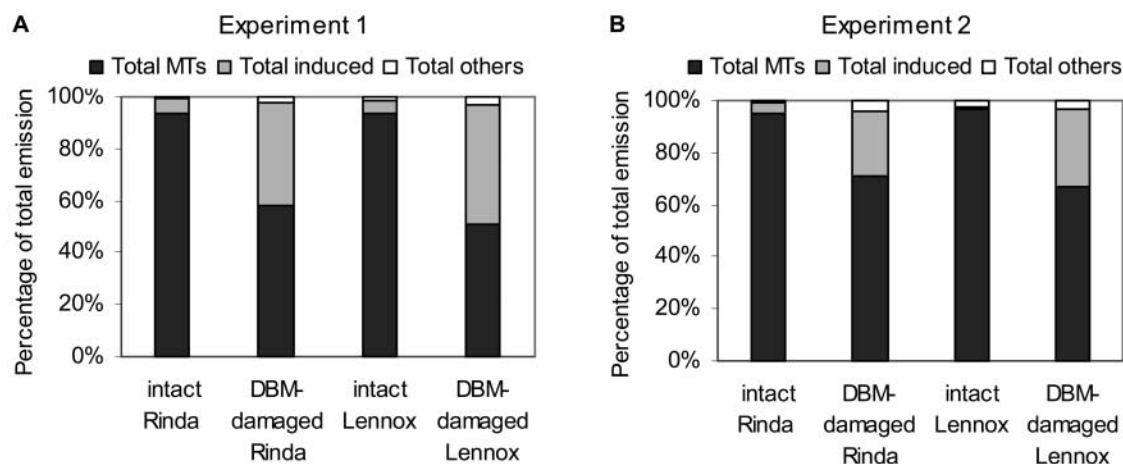 A
Experiment 1
Total MTs Total induced Total others
Percentage of total emission
100%
80%
60%
40%
20%
0%
intact
Rinda
DBM-
damaged
Rinda
intact
Lennox
DBM-
damaged
Lennox
B
Experiment 2
Total MTs Total induced Total others
Percentage of total emission
100%
80%
60%
40%
20%
0%
intact
Rinda
DBM-
damaged
Rinda
intact
Lennox
DBM-
damaged
Lennox